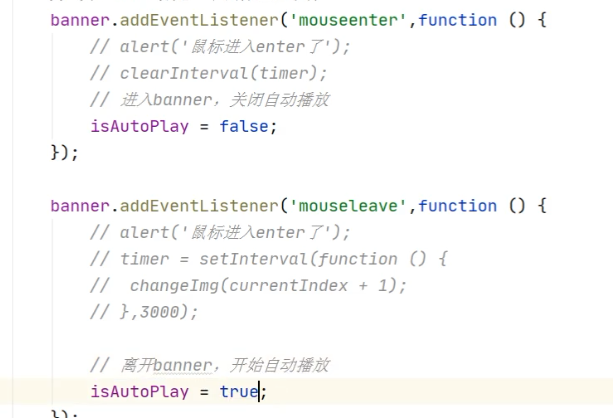 banner.addEventListener('mouseenter',function () {
// alert('鼠标进入enter了');
// clearInterval(timer);
// 进入banner，关闭自动播放
isAutoPlay = false;
});
banner.addEventListener('mouseleave',function () {
// alert('鼠标进入enter了');
// timer = setInterval(function () {
//  changeImg(currentIndex + 1);
// },3000);
// 离开banner，开始自动播放
isAutoPlay = true;
});